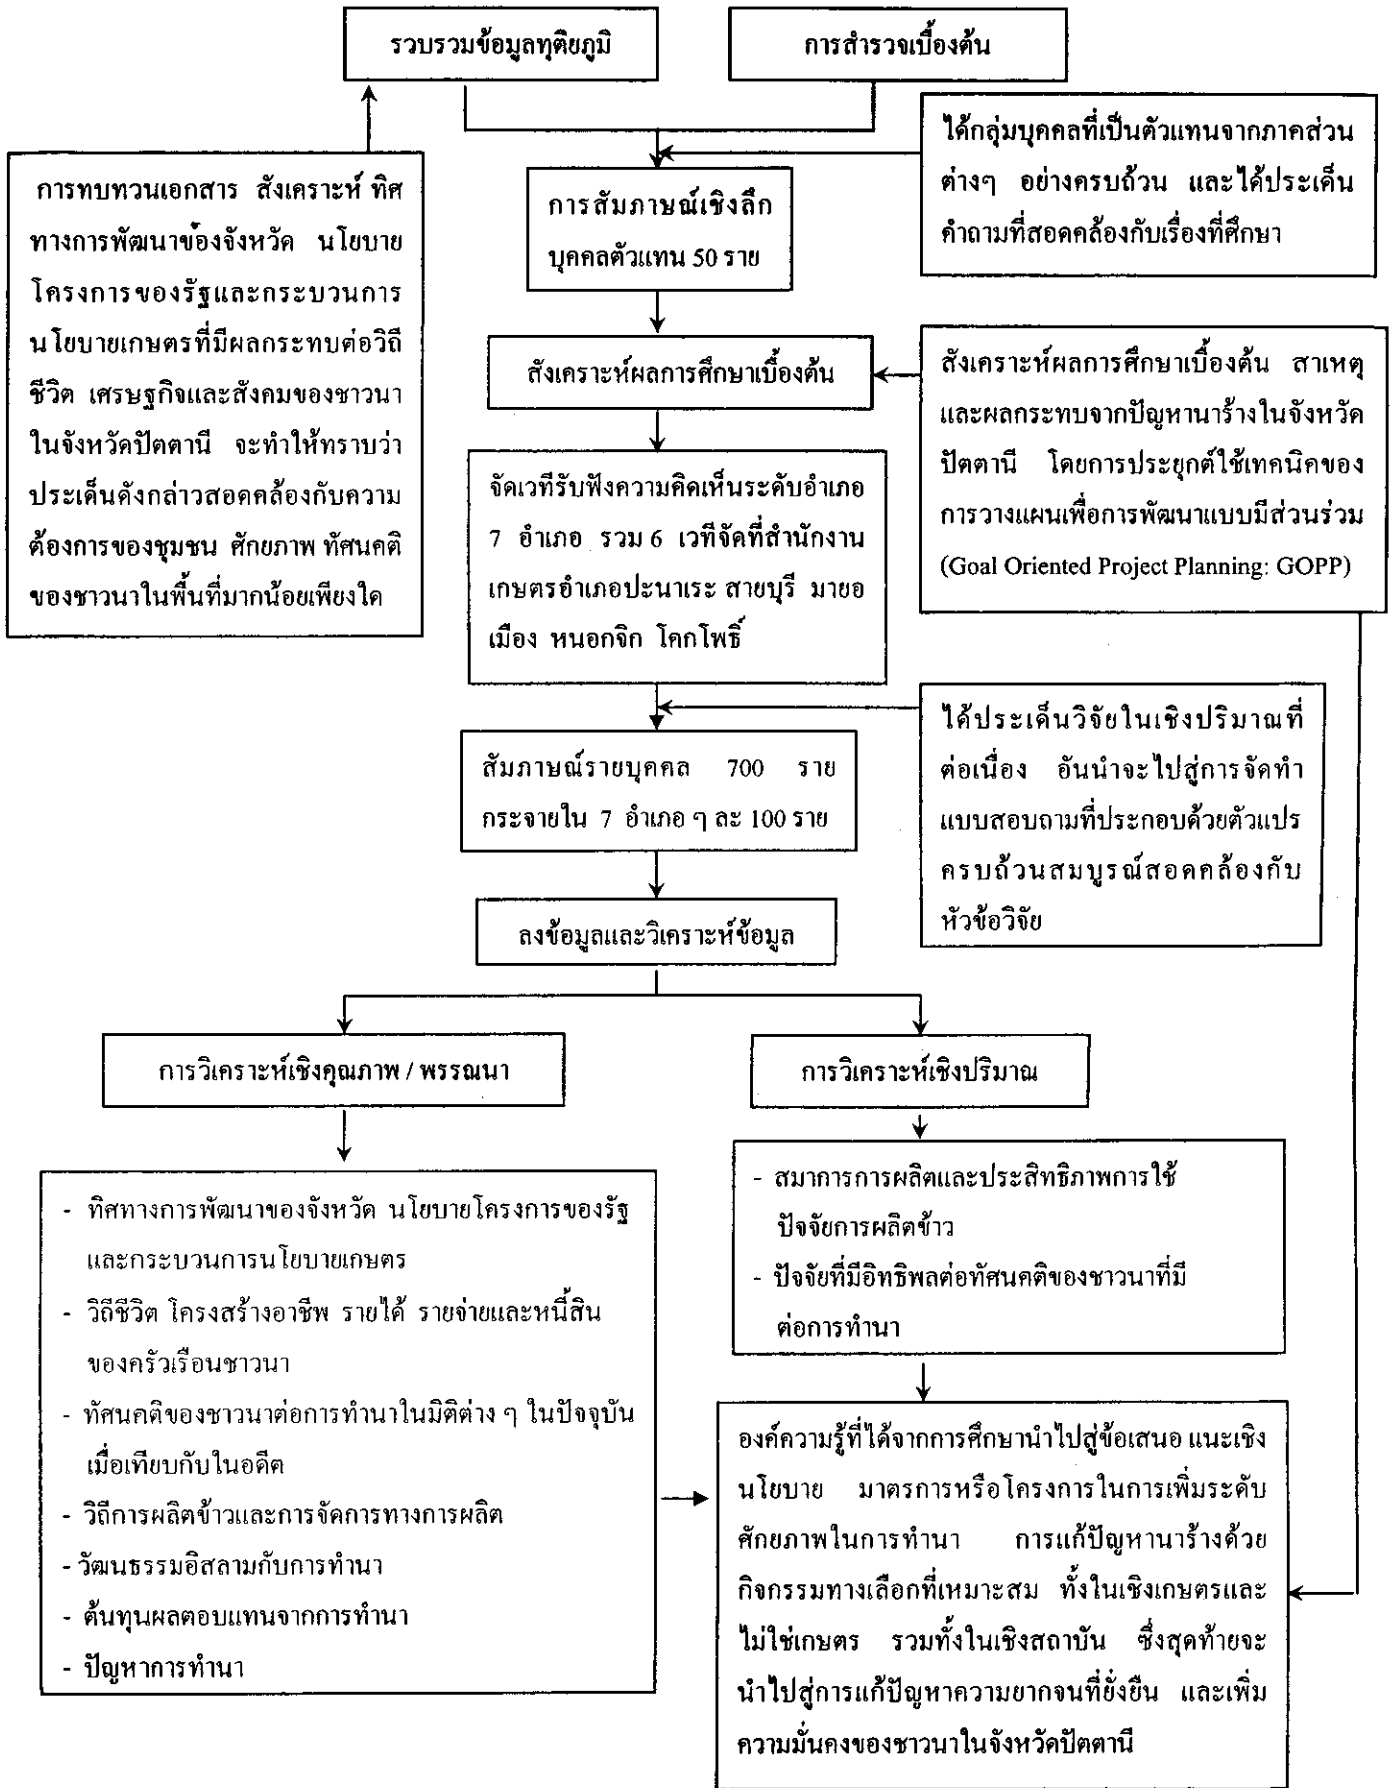 รวบรวมข้อมูลทุติยภูมิ
การสำรวจเบื้องต้น
ได้กลุ่มบุคคลที่เป็นตัวแทนจากภาคส่วน
ต่างๆ อย่างครบถ้วน และได้ประเด็น
คำถามที่สอดคล้องกับเรื่องที่ศึกษา
การทบทวนเอกสาร สังเคราะห์ ทิศ
ทางการพัฒนาของจังหวัด นโยบาย
โครงการของรัฐและกระบวนการ
นโยบายเกษตรที่มีผลกระทบต่อวิถี
ชีวิต เศรษฐกิจและสังคมของชาวนา
ในจังหวัดปัตตานี จะทำให้ทราบว่า
ประเด็นดังกล่าวสอดคล้องกับความ
ต้องการของชุมชน ศักยภาพ ทัศนคติ
ของชาวนาในพื้นที่มากน้อยเพียงใด
การสัมภาษณ์เชิงลึก
บุคคลตัวแทน 50 ราย
สังเคราะห์ผลการศึกษาเบื้องต้น
สังเคราะห์ผลการศึกษาเบื้องต้น สาเหตุ
และผลกระทบจากปัญหานาร้างในจังหวัด
ปัตตานี โดยการประยุกต์ใช้เทคนิคของ
การวางแผนเพื่อการพัฒนาแบบมีส่วนร่วม
(Goal Oriented Project Planning: GOPP)
จัดเวทีรับฟังความคิดเห็นระดับอำเภอ
7 อำเภอ รวม 6 เวทีจัดที่สำนักงาน
เกษตรอำเภอปะนาเระ สายบุรี มายอ
เมือง หนอกจิก โคกโพธิ์
ได้ประเด็นวิจัยในเชิงปริมาณที่
ต่อเนื่อง อันนำจะไปสู่การจัดทำ
แบบสอบถามที่ประกอบด้วยตัวแปร
ครบถ้วนสมบูรณ์สอดคล้องกับ
หัวข้อวิจัย
สัมภาษณ์รายบุคคล 700 ราย
กระจายใน 7 อำเภอ ๆ ละ 100 ราย
ลงข้อมูลและวิเคราะห์ข้อมูล
การวิเคราะห์เชิงคุณภาพ / พรรณนา
การวิเคราะห์เชิงปริมาณ
- ทิศทางการพัฒนาของจังหวัด นโยบายโครงการของรัฐ
และกระบวนการนโยบายเกษตร
- วิถีชีวิต โครงสร้างอาชีพ รายได้ รายจ่ายและหนี้สิน
ของครัวเรือนชาวนา
- ทัศนคติของชาวนาต่อการทำนาในมิติต่าง ๆ ในปัจจุบัน
เมื่อเทียบกับในอดีต
- วิถีการผลิตข้าวและการจัดการทางการผลิต
- วัฒนธรรมอิสลามกับการทำนา
- ต้นทุนผลตอบแทนจากการทำนา
- ปัญหาการทำนา
- สมาการการผลิตและประสิทธิภาพการใช้
ปัจจัยการผลิตข้าว
- ปัจจัยที่มีอิทธิพลต่อทัศนคติของชาวนาที่มี
ต่อการทำนา
องค์ความรู้ที่ได้จากการศึกษานำไปสู่ข้อเสนอ แนะเชิง
นโยบาย มาตรการหรือโครงการในการเพิ่มระดับ
ศักยภาพในการทำนา การแก้ปัญหานาร้างด้วย
กิจกรรมทางเลือกที่เหมาะสม ทั้งในเชิงเกษตรและ
ไม่ใช่เกษตร รวมทั้งในเชิงสถาบัน ซึ่งสุดท้ายจะ
นำไปสู่การแก้ปัญหาความยากจนที่ยั่งยืน และเพิ่ม
ความมั่นคงของชาวนาในจังหวัดปัตตานี